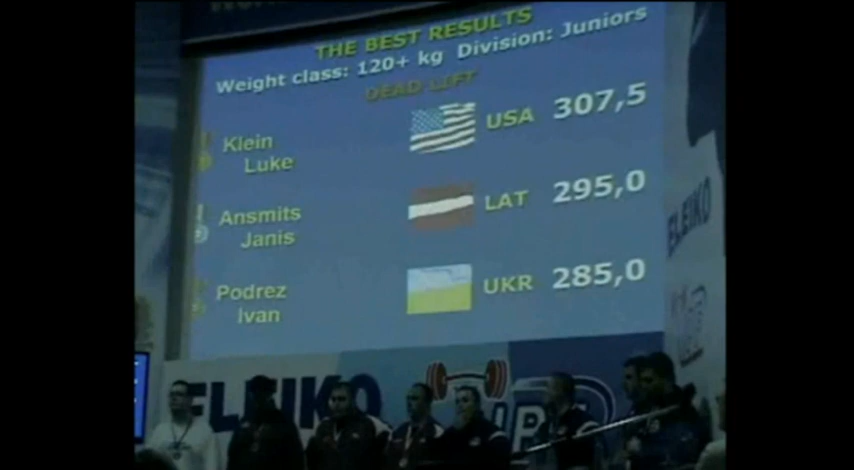 THE BEST RESULTS
Weight class: 120+ kg Division: Juniors
DEAD LIFT
Klein
Luke
USA 307,5
Ansmits
Janis
LAT 295,0
Podrez
Ivan
UKR 285,0
ELEIKO
ELEIKO